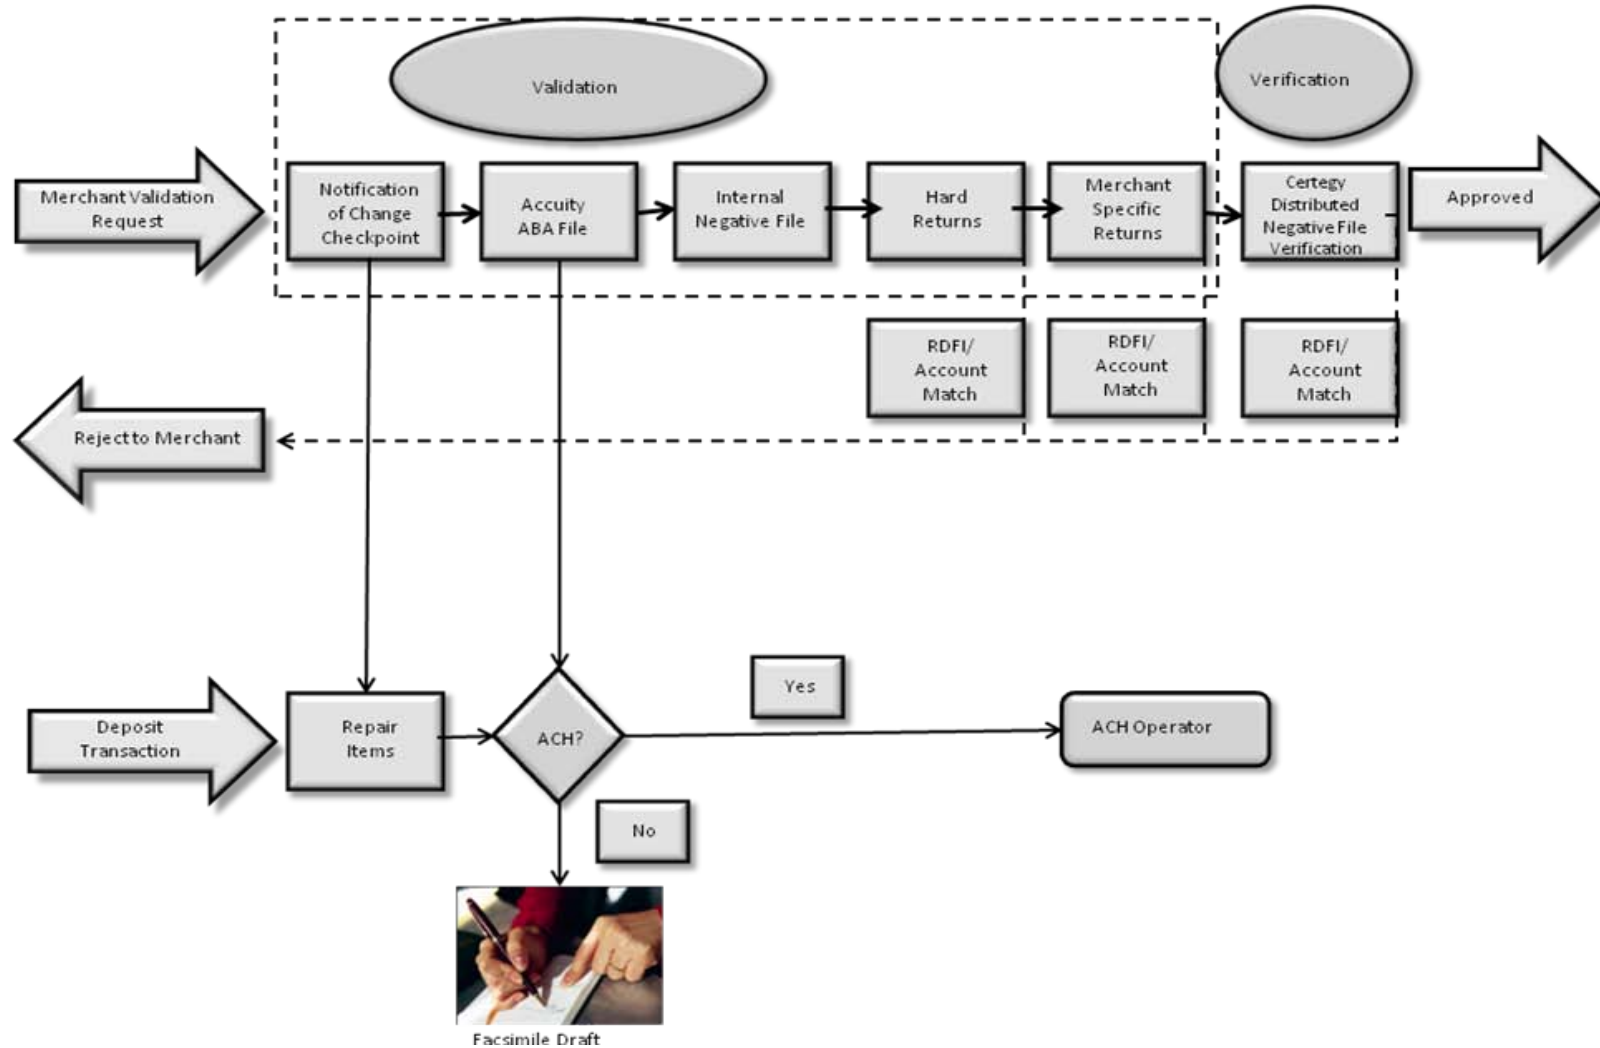 Validation
Verification
Merchant Validation
Request
Notification
of Change
Checkpoint
Accuity
ABA File
Internal
Negative File
Hard
Returns
Merchant
Specific
Returns
Certegy
Distributed
Negative File
Verification
Approved
RDFI/
Account
Match
RDFI/
Account
Match
RDFI/
Account
Match
Reject to Merchant
Yes
Deposit
Transaction
Repair
Items
ACH?
ACH Operator
No
Facsimile Draft